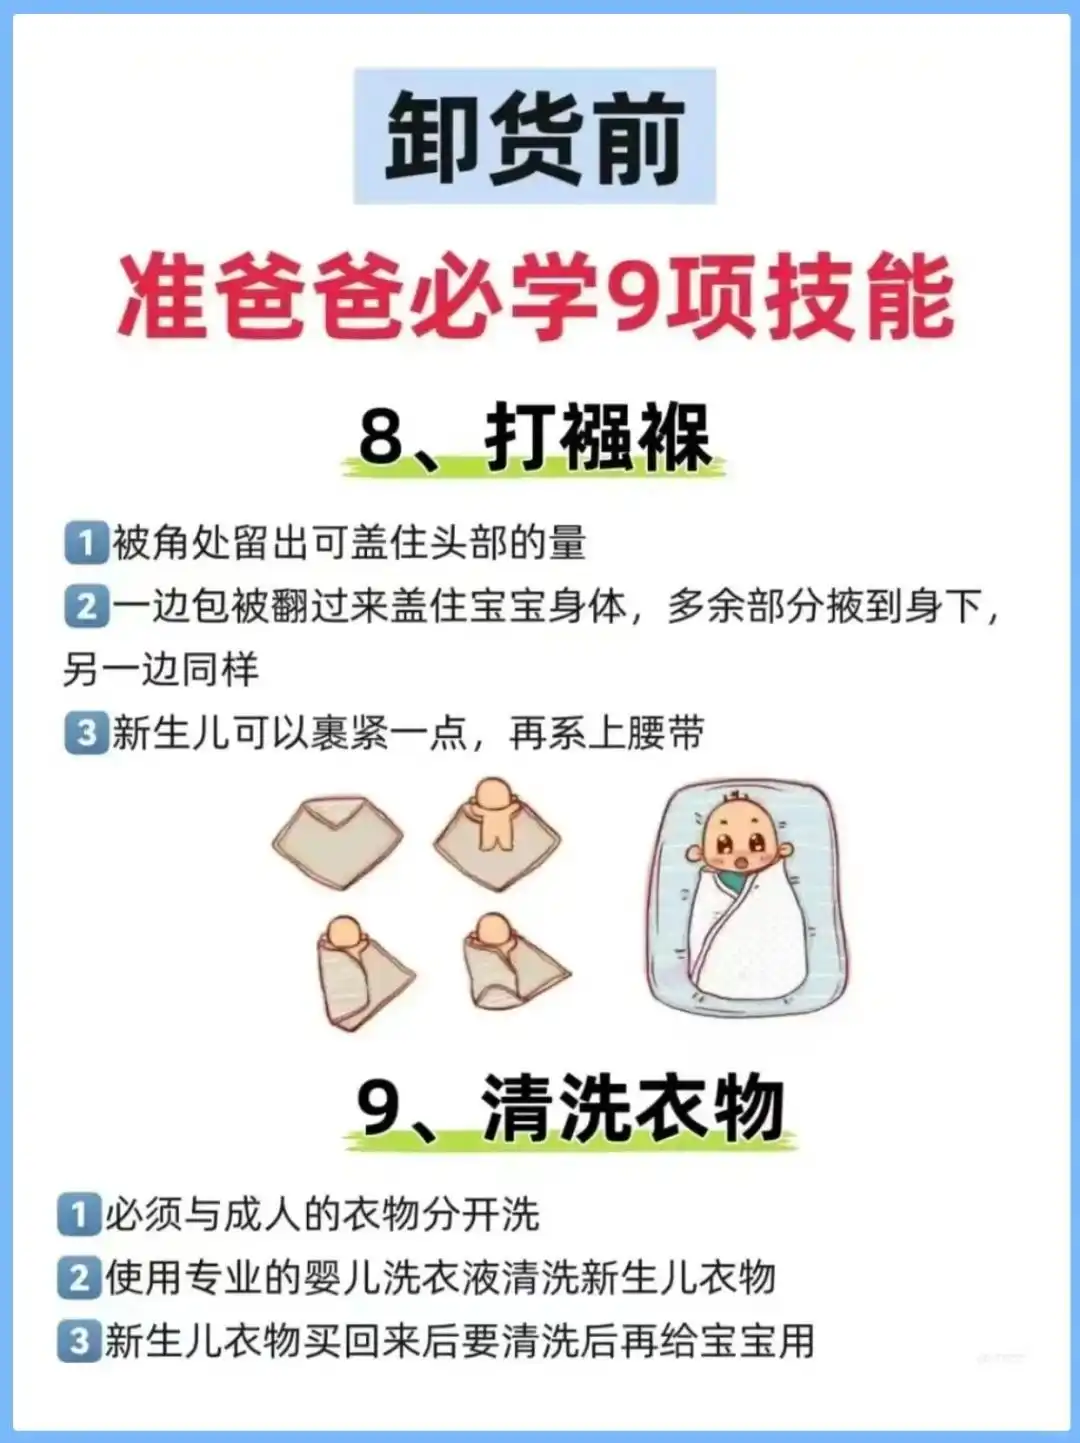 卸货前
准爸爸必学9项技能
8、打襁褓
1被角处留出可盖住头部的量
2一边包被翻过来盖住宝宝身体，多余部分掖到身下，
另一边同样
3新生儿可以裹紧一点，再系上腰带
9、清洗衣物
1必须与成人的衣物分开洗
2使用专业的婴儿洗衣液清洗新生儿衣物
3新生儿衣物买回来后要清洗后再给宝宝用